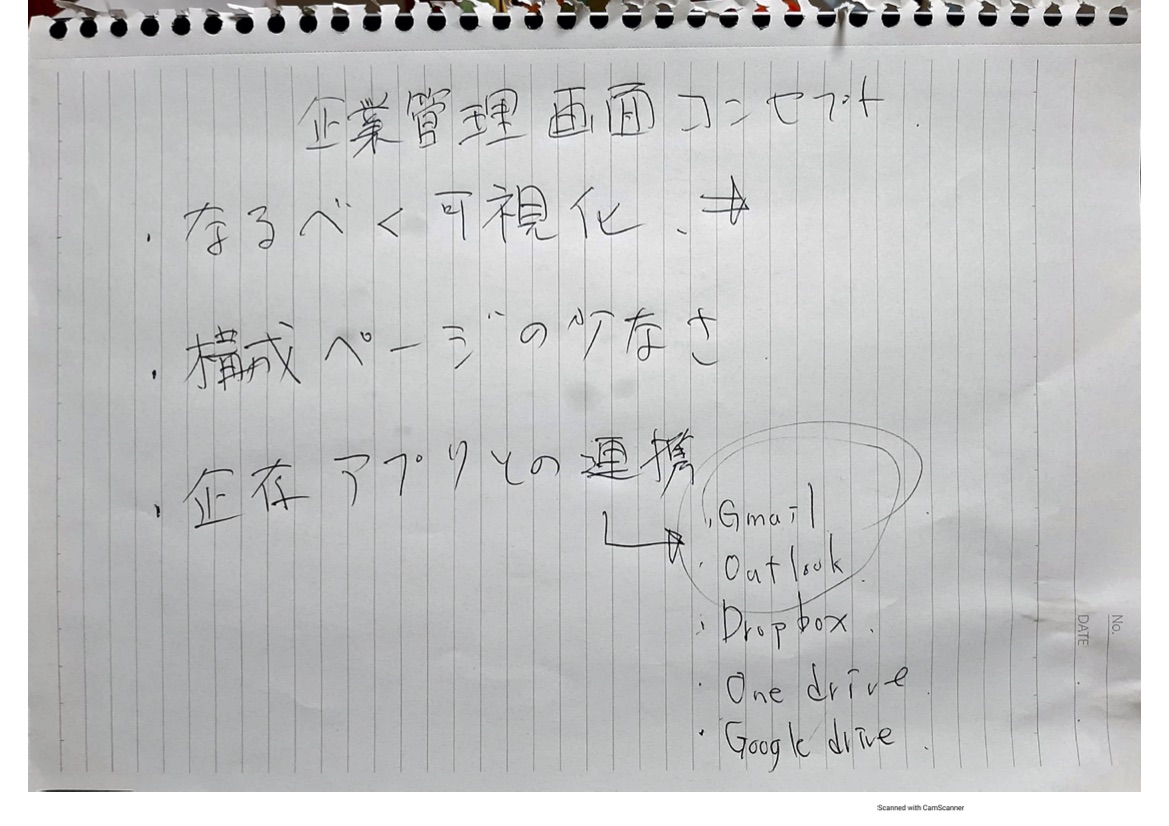 企業管理画面コンセプト
・なるべく可視化. ⇒
・構成ページの少なさ
・企存アプリとの連携
・Gmail
・Outlook
・Dropbox.
・One drive
・Google drive
No.
DATE
Scanned with CamScanner